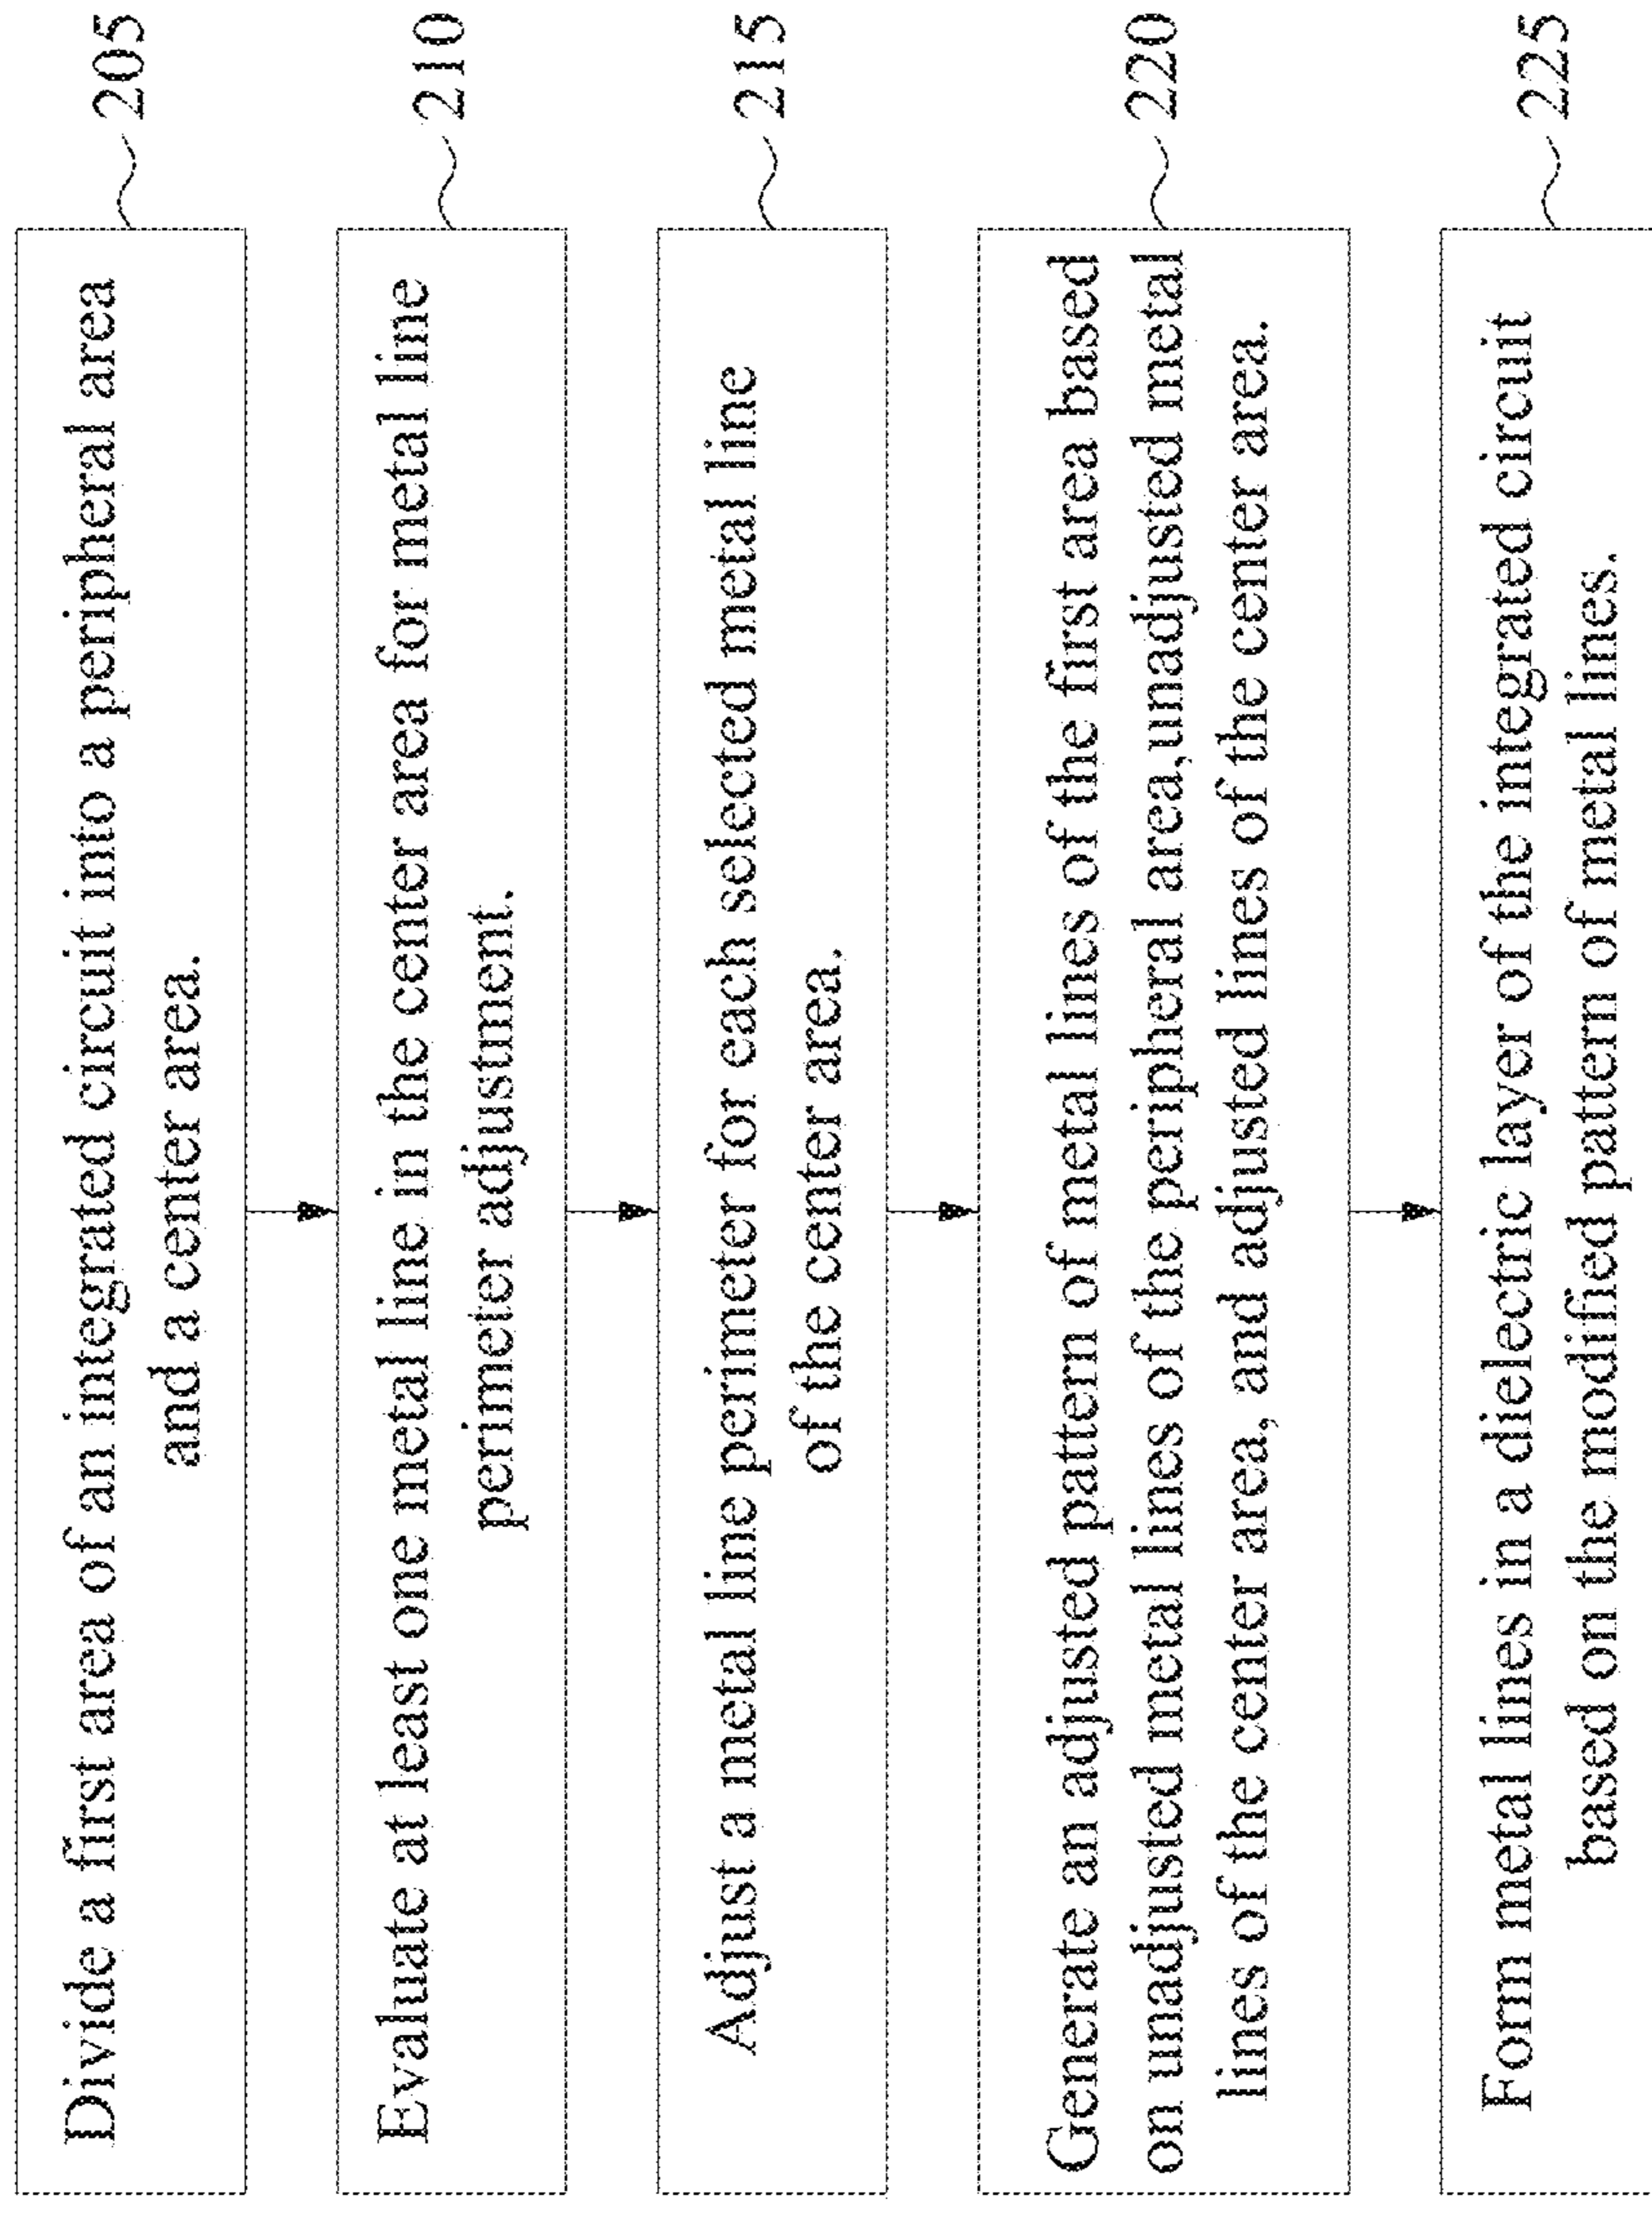 Divide a first area of an integrated circuit into a peripheral area
and a center area.
205
Evaluate at least one metal line in the center area for metal line
perimeter adjustment.
210
Adjust a metal line perimeter for each selected metal line
of the center area.
215
Generate an adjusted pattern of metal lines of the first area based
on unadjusted metal lines of the peripheral area,unadjusted metal
lines of the center area, and adjusted lines of the center area.
220
Form metal lines in a dielectric layer of the integrated circuit
based on the modified pattern of metal lines.
225